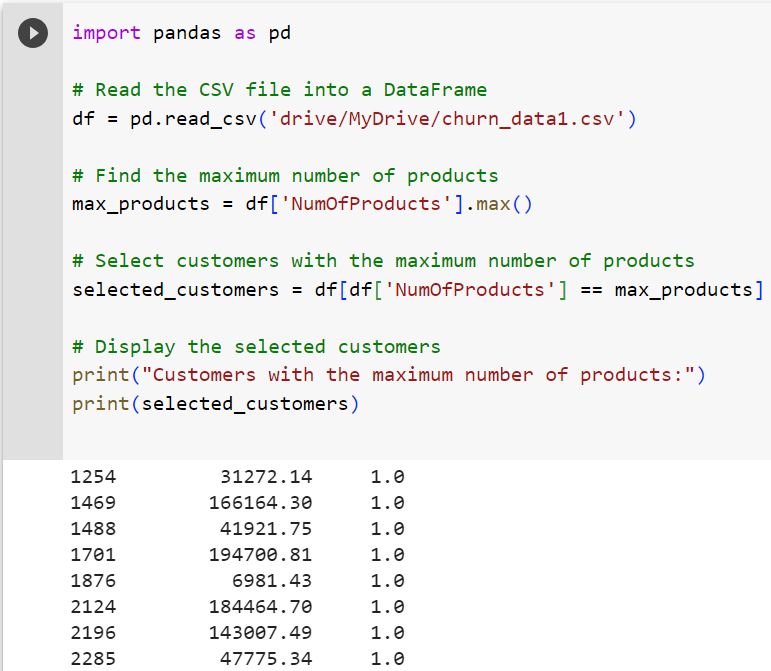 import pandas as pd
# Read the CSV file into a DataFrame
df = pd.read_csv('drive/MyDrive/churn_data1.csv')
# Find the maximum number of products
max_products = df['NumOfProducts'].max()
# Select customers with the maximum number of products
selected_customers = df[df['NumOfProducts'] == max_products]
# Display the selected customers
print("Customers with the maximum number of products:")
print(selected_customers)
1254 31272.14 1.0
1469 166164.30 1.0
1488 41921.75 1.0
1701 194700.81 1.0
1876 6981.43 1.0
2124 184464.70 1.0
2196 143007.49 1.0
2285 47775.34 1.0